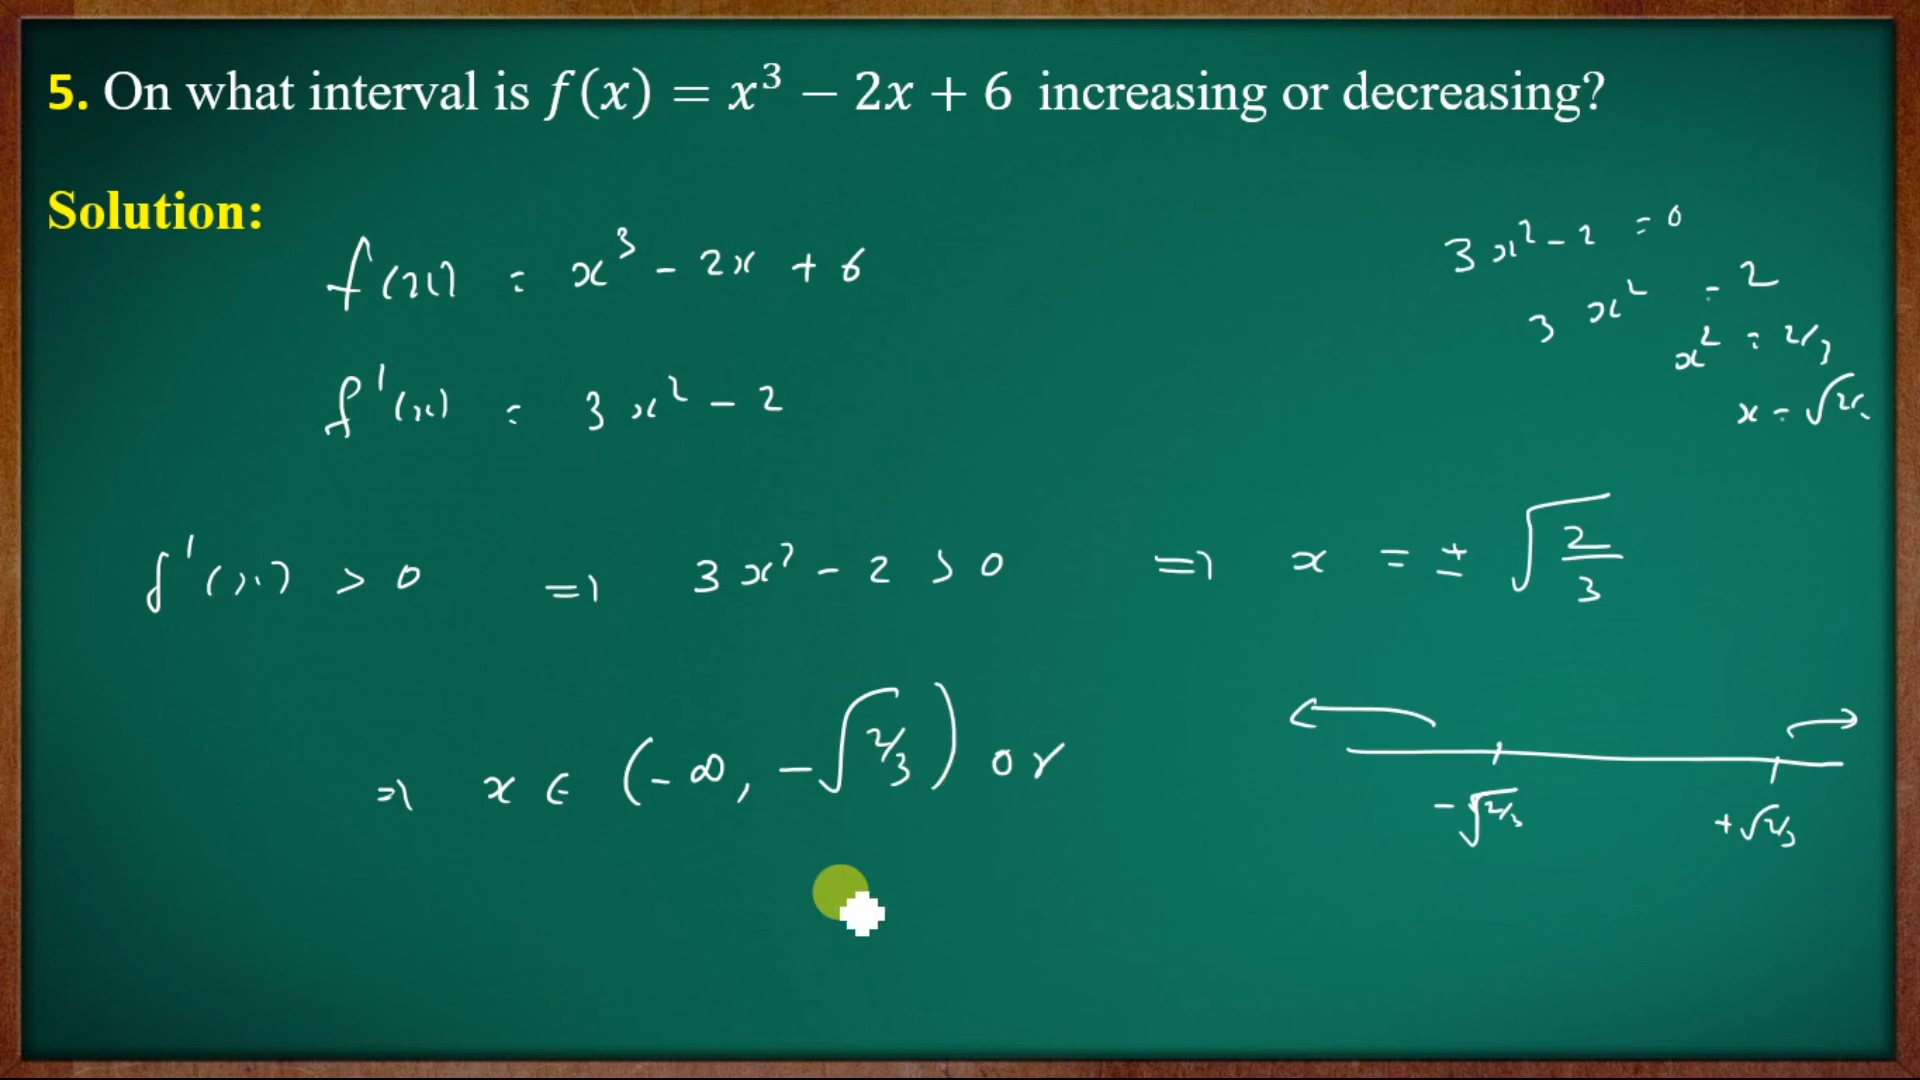 5. On what interval is f(x) = x³ − 2x + 6 increasing or decreasing?
Solution:
f(x) = x³ - 2x + 6
f'(x) = 3x² - 2
3x² - 2 = 0
3x² = 2
x² = 2/3
x = √2/
f'(x) > 0 ⇒ 3x² - 2 > 0 ⇒ x = ± √(2/3)
⇒ x ∈ (-∞, -√(2/3)) or
-√(2/3) +√(2/3)